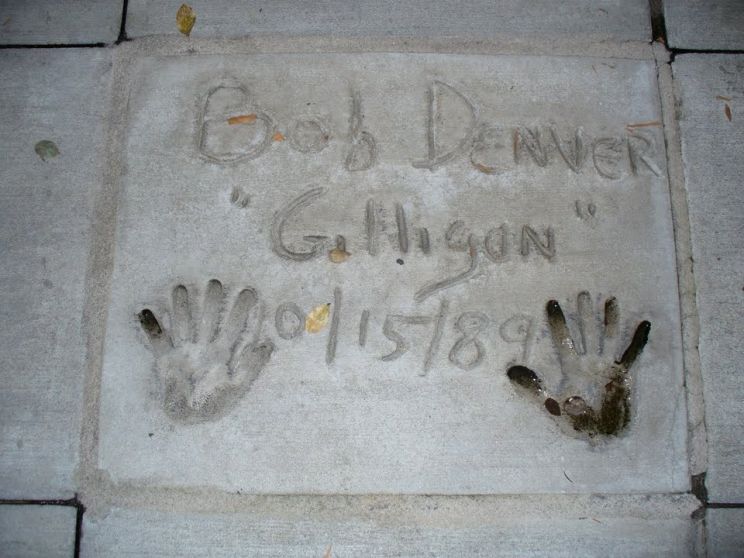 Bob Denver
"Gilligan"
10/15/89